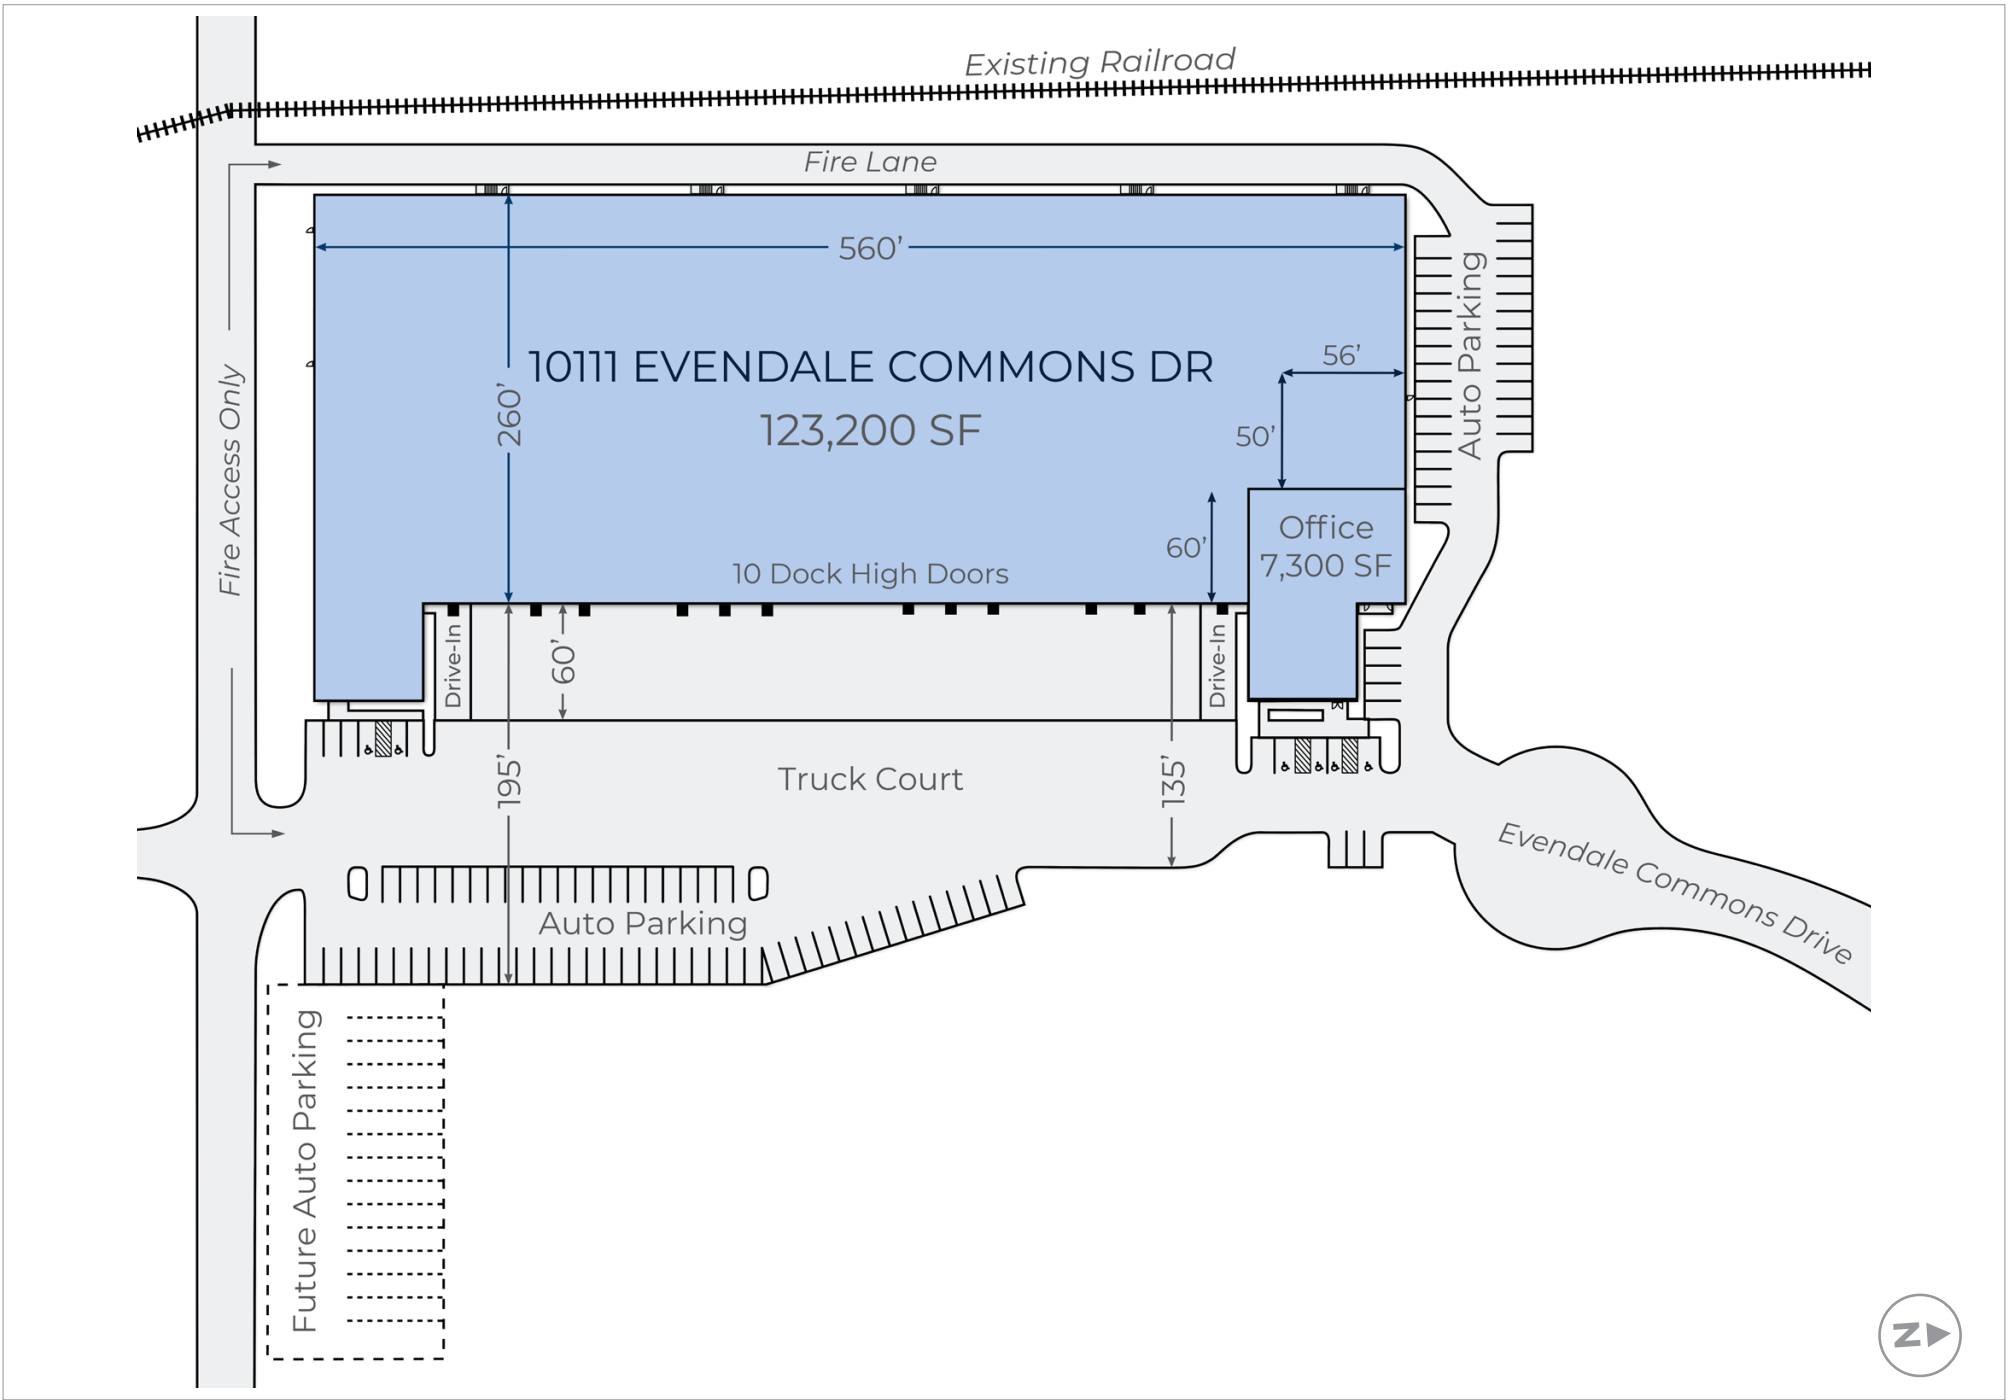 Existing Railroad
Fire Lane
560’
10111 EVENDALE COMMONS DR
123,200 SF
260’
56’
50’
Auto Parking
Fire Access Only
Office
7,300 SF
60’
10 Dock High Doors
Drive-In
60’
Drive-In
195’
Truck Court
135’
Auto Parking
Evendale Commons Drive
Future Auto Parking
N